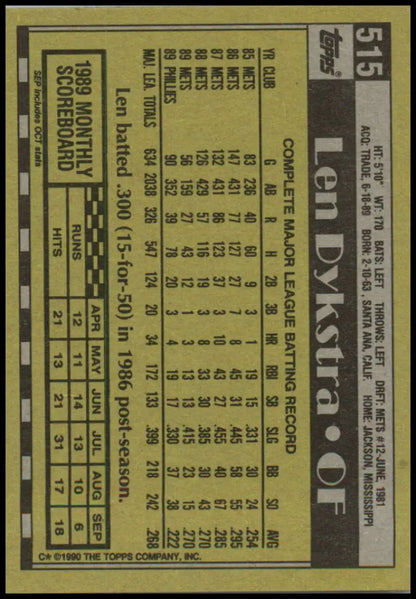 515
Topps®
Len Dykstra • OF
HT: 5'10" WT: 170 BATS: LEFT THROWS: LEFT DRFT: METS #12-JUNE, 1981
ACQ: TRADE, 6-18-89 BORN: 2-10-63, SANTA ANA, CALIF. HOME: JACKSON, MISSISSIPPI
COMPLETE MAJOR LEAGUE BATTING RECORD
YR CLUB G AB R H 2B 3B HR RBI SB SLG BB SO AVG
85 METS 83 236 40 60 9 3 1 19 15 .331 30 24 .254
86 METS 147 431 77 127 27 7 8 45 31 .445 58 55 .295
87 METS 132 431 86 123 37 3 10 43 27 .455 40 67 .285
88 METS 126 429 57 116 19 3 8 33 30 .385 30 43 .270
89 METS 56 159 27 43 12 1 3 13 13 .415 23 15 .270
89 PHILLIES 90 352 39 78 20 3 4 19 17 .330 37 38 .222
MAJ. LEA. TOTALS 634 2038 326 547 124 20 34 172 133 .399 218 242 .268
Len batted .300 (15-for-50) in 1986 post-season.
1989 MONTHLY
SCOREBOARD
SEP includes OCT stats
APR MAY JUN JUL AUG SEP
RUNS 12 11 14 13 10 6
HITS 21 13 21 31 17 18
C* ©1990 THE TOPPS COMPANY, INC.